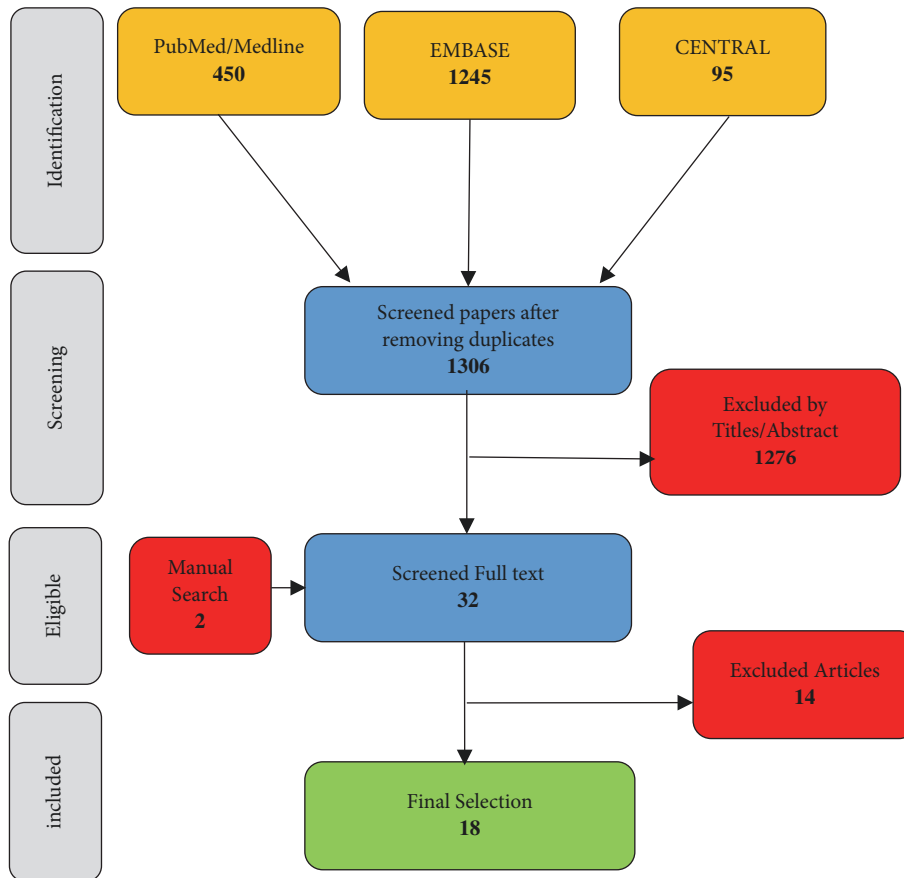 Identification
PubMed/Medline
450
EMBASE
1245
CENTRAL
95
Screening
Screened papers after
removing duplicates
1306
Excluded by
Titles/Abstract
1276
Eligible
Manual
Search
2
Screened Full text
32
Excluded Articles
14
included
Final Selection
18